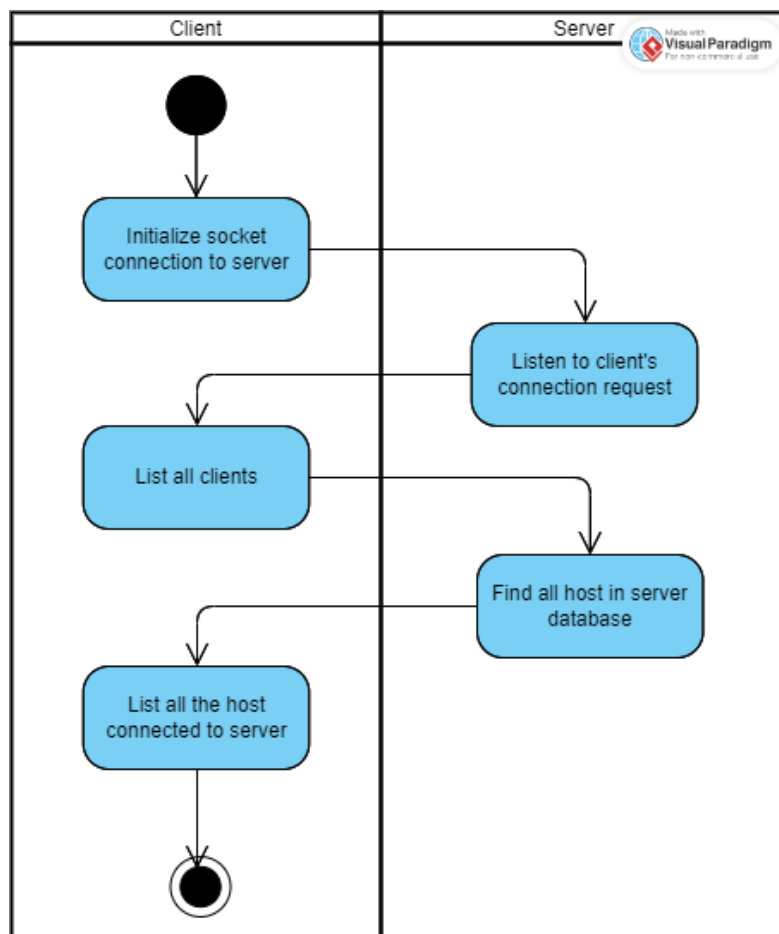 Client
Server
Made with
Visual Paradigm
For non-commercial use
Initialize socket
connection to server
Listen to client's
connection request
List all clients
Find all host in server
database
List all the host
connected to server